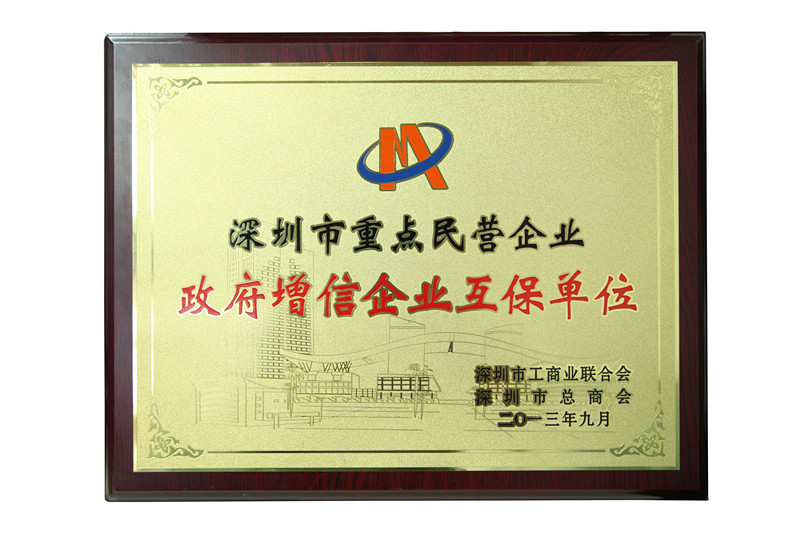 深圳市重点民营企业
政府增信企业互保单位
深圳市工商业联合会
深圳市总商会
二〇一三年九月